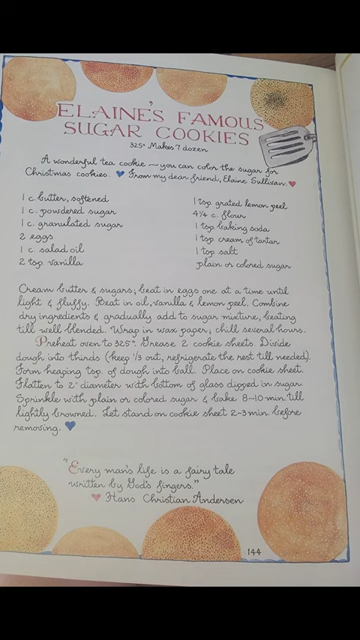 ELAINE'S FAMOUS
SUGAR COOKIES
325° Makes 7 dozen
A wonderful tea cookie — you can color the sugar for
Christmas cookies. ♥ From my dear friend, Elaine Sullivan. ♥
1 c. butter, softened
1 c. powdered sugar
1 c. granulated sugar
2 eggs
1 c. salad oil
2 tsp. vanilla
1 tsp. grated lemon peel
4¼ c. flour
1 tsp. baking soda
1 tsp. cream of tartar
1 tsp. salt
plain or colored sugar
Cream butter & sugars; beat in eggs one at a time until
light & fluffy. Beat in oil, vanilla & lemon peel. Combine
dry ingredients & gradually add to sugar mixture, beating
till well blended. Wrap in wax paper; chill several hours.
Preheat oven to 325°. Grease 2 cookie sheets. Divide
dough into thirds (keep ⅓ out; refrigerate the rest till needed).
Form heaping tsp. of dough into ball. Place on cookie sheet.
Flatten to 2" diameter with bottom of glass dipped in sugar.
Sprinkle with plain or colored sugar & bake 8–10 min. till
lightly browned. Let stand on cookie sheet 2-3 min. before
removing. ♥
"Every man's life is a fairy tale
written by God's fingers."
♥ Hans Christian Andersen
144